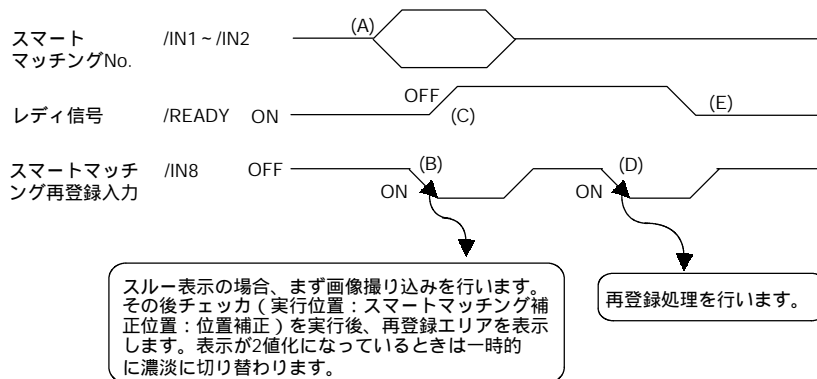 (A)
スマート /IN1 ~ /IN2
マッチングNo.
OFF
レディ信号 /READY ON (C) (E)
スマートマッチ /IN8 OFF (B) (D)
ング再登録入力 ON ON
スルー表示の場合、まず画像撮り込みを行います。
その後チェッカ(実行位置:スマートマッチング補
正位置:位置補正)を実行後、再登録エリアを表示
します。表示が2値化になっているときは一時的
に濃淡に切り替わります。
再登録処理を行います。